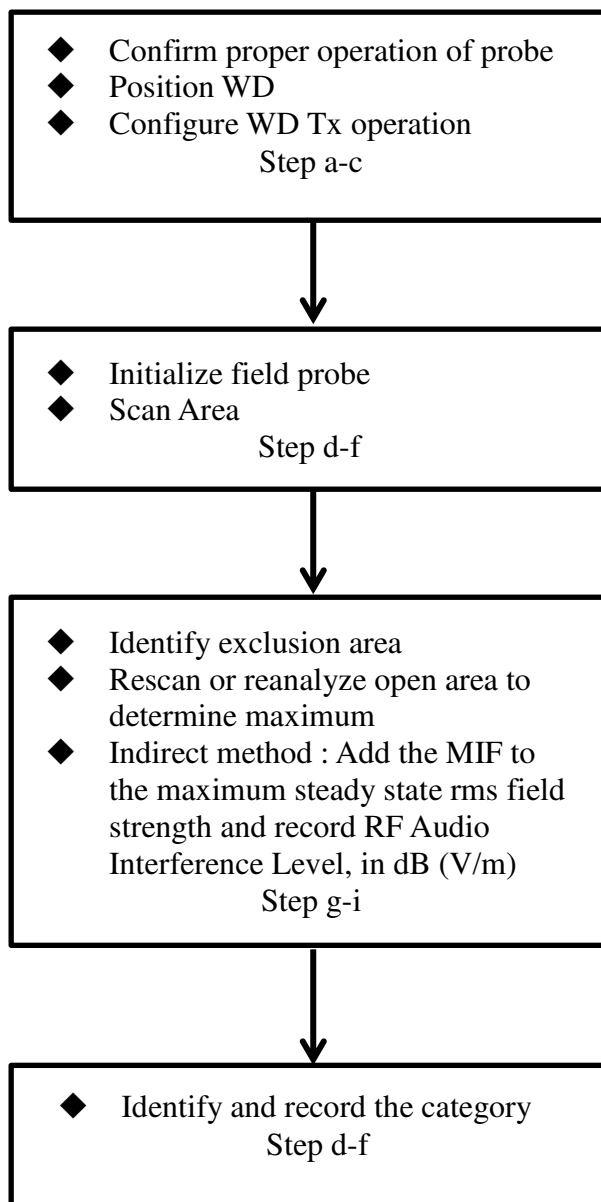 ◆ Confirm proper operation of probe
◆ Position WD
◆ Configure WD Tx operation
Step a-c
◆ Initialize field probe
◆ Scan Area
Step d-f
◆ Identify exclusion area
◆ Rescan or reanalyze open area to
determine maximum
◆ Indirect method : Add the MIF to
the maximum steady state rms field
strength and record RF Audio
Interference Level, in dB (V/m)
Step g-i
◆ Identify and record the category
Step d-f